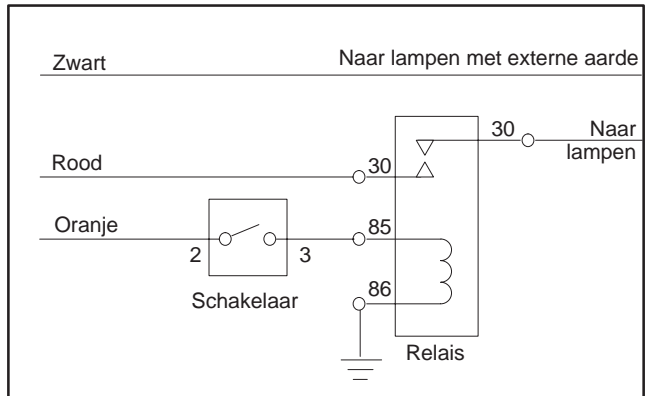 Zwart
Naar lampen met externe aarde
30
Naar
lampen
Rood
30
Oranje
85
2
3
86
Schakelaar
Relais